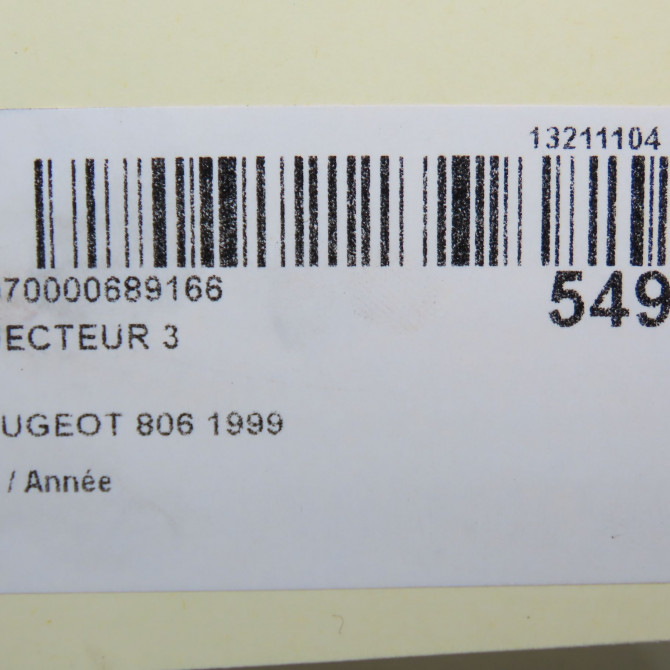 13211104
70000689166
549
ECTEUR 3
UGEOT 806 1999
/ Année